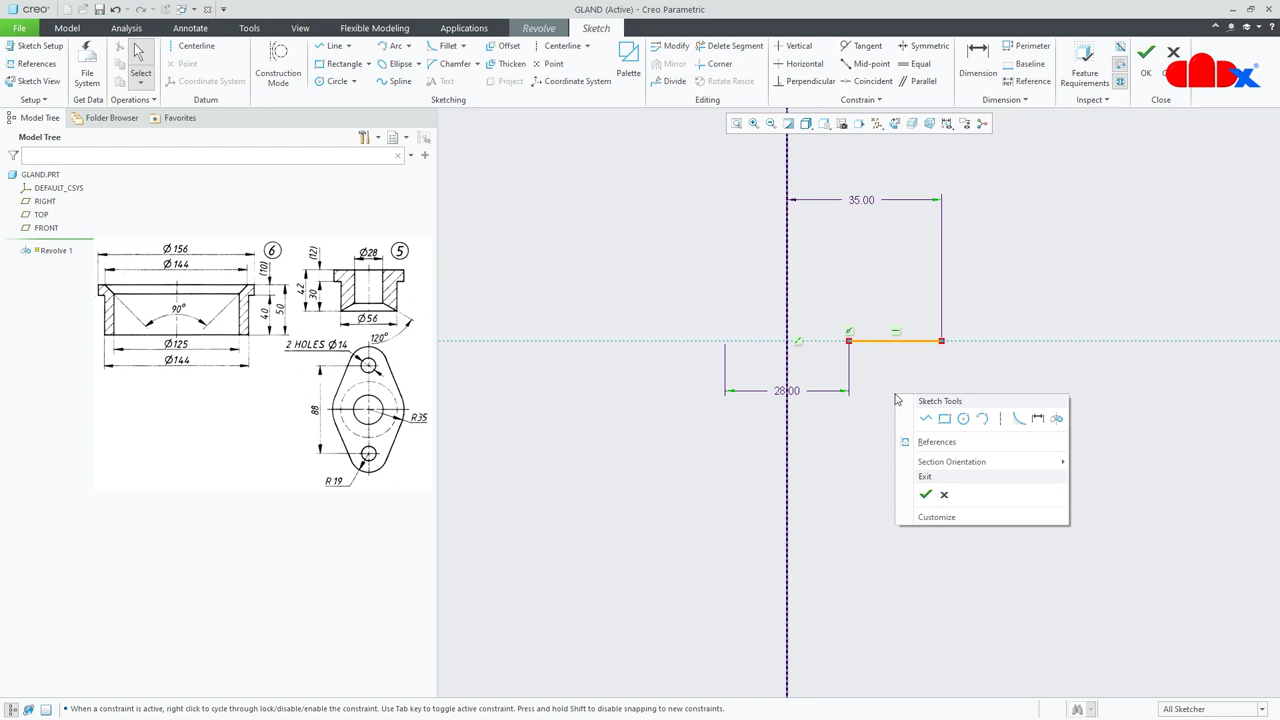 creo
GLAND (Active) - Creo Parametric
File Model Analysis Annotate Tools Flexible Modeling Applications View Framework Revolve Sketch
Sketch Setup
References
Sketch View
Setup
File System
Get Data
Select
Operations
Centerline
Point
Coordinate System
Datum
Construction Mode
Line Arc Fillet Offset Centerline
Rectangle Ellipse Chamfer Thicken Point
Circle Spline Text Project Coordinate System
Palette
Sketching
Modify Delete Segment
Mirror Corner
Divide Rotate Resize
Editing
Vertical Tangent Symmetric
Horizontal Mid-point Equal
Perpendicular Coincident Parallel
Constrain
Dimension
Perimeter
Baseline
Reference
Dimension
Feature Requirements
Inspect
OK
Close
CADX
Model Tree Folder Browser Favorites
Model Tree
GLAND.PRT
DEFAULT_CSYS
RIGHT
TOP
FRONT
Revolve 1
Ø156
Ø144
(10)
6
90°
40
50
Ø125
Ø144
(12)
Ø28
5
42
30
Ø56
120°
2 HOLES Ø14
88
R35
R19
35.00
28.00
Sketch Tools
References
Section Orientation
Exit
Customize
When a constraint is active, right click to cycle through lock/disable/enable the constraint. Use Tab key to toggle active constraint. Press and hold Shift to disable snapping to new constraints.
All Sketcher